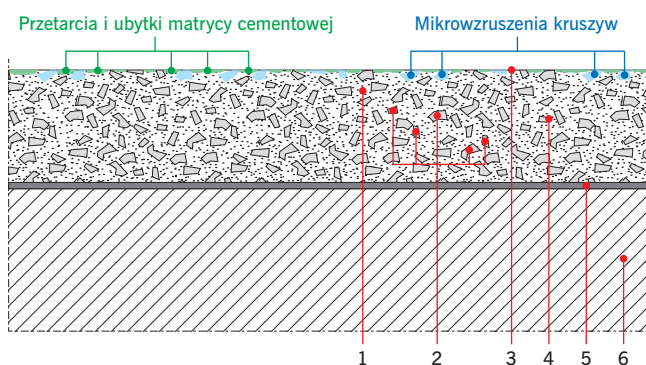 Przetarcia i ubytki matrycy cementowej
Mikrowzruszenia kruszyw
1 2 3 4 5 6